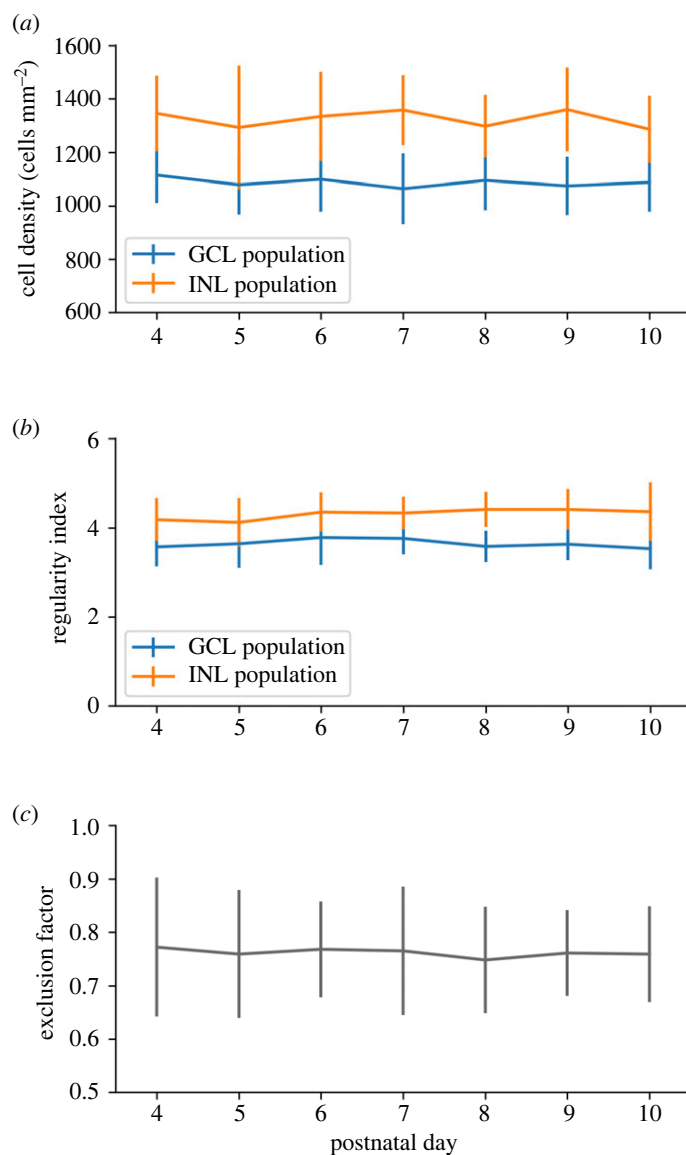 (a)
1600
1400
1200
1000
800
600
cell density (cells mm⁻²)
GCL population
INL population
4 5 6 7 8 9 10
(b)
6
4
2
0
regularity index
GCL population
INL population
4 5 6 7 8 9 10
(c)
1.0
0.9
0.8
0.7
0.6
0.5
exclusion factor
4 5 6 7 8 9 10
postnatal day